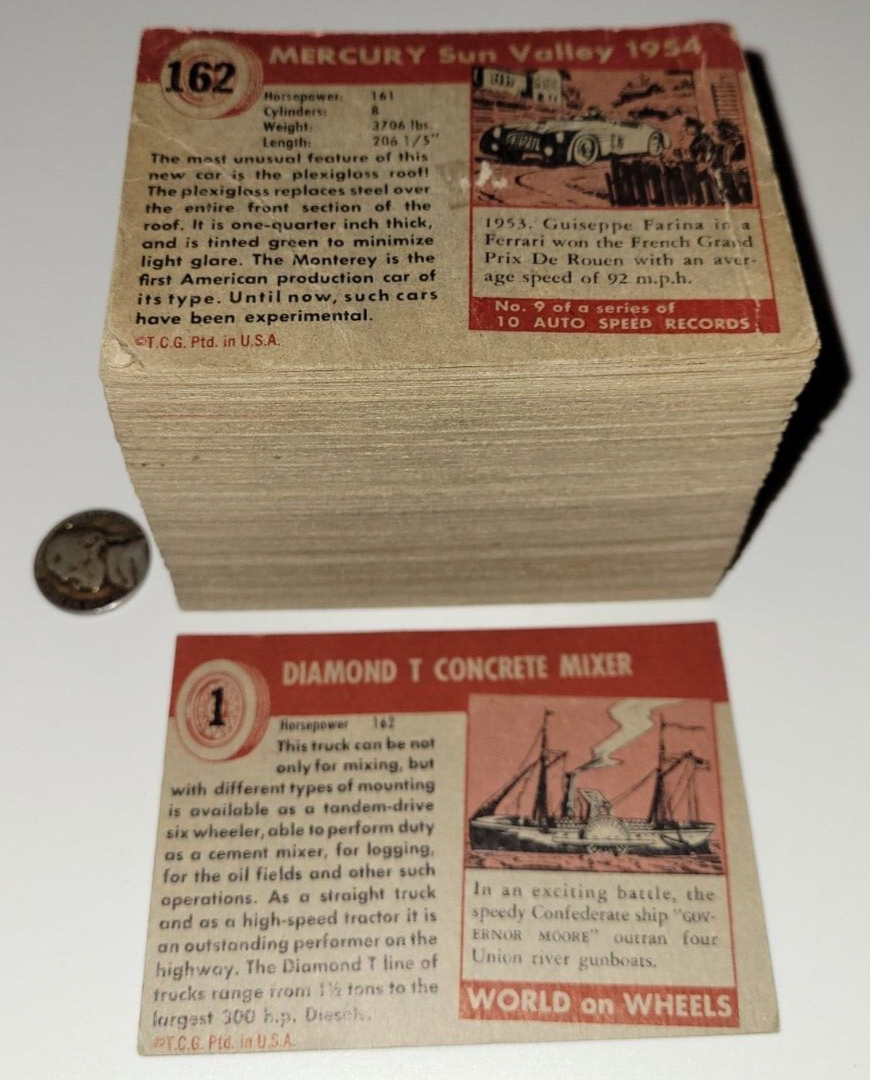 162
MERCURY Sun Valley 1954
Horsepower: 161
Cylinders: 8
Weight: 3706 lbs.
Length: 206 1/5"
The most unusual feature of this
new car is the plexiglass roof!
The plexiglass replaces steel over
the entire front section of the
roof. It is one-quarter inch thick,
and is tinted green to minimize
light glare. The Monterey is the
first American production car of
its type. Until now, such cars
have been experimental.
©T.C.G. Ptd. in U.S.A.
1953. Guiseppe Farina in a
Ferrari won the French Grand
Prix De Rouen with an aver-
age speed of 92 m.p.h.
No. 9 of a series of
10 AUTO SPEED RECORDS
1
DIAMOND T CONCRETE MIXER
Horsepower 162
This truck can be not
only for mixing, but
with different types of mounting
is available as a tandem-drive
six wheeler, able to perform duty
as a cement mixer, for logging,
for the oil fields and other such
operations. As a straight truck
and as a high-speed tractor it is
an outstanding performer on the
highway. The Diamond T line of
trucks range from 1½ tons to the
largest 300 h.p. Diesels.
©T.C.G. Ptd. in U.S.A.
In an exciting battle, the
speedy Confederate ship "GOV-
ERNOR MOORE" outran four
Union river gunboats.
WORLD on WHEELS